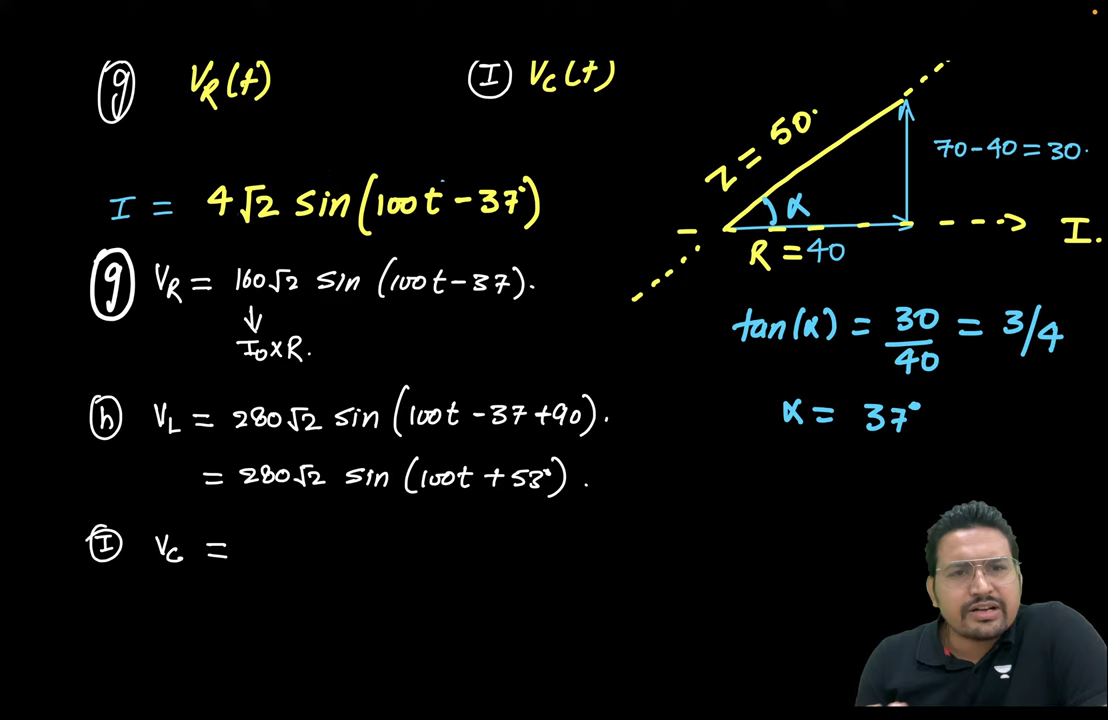 g V_R(t) (I) V_C(t)
I = 4√2 sin(100t - 37°)
g V_R = 160√2 sin (100t - 37).
↓
I₀ × R.
h V_L = 280√2 sin (100t - 37 + 90).
= 280√2 sin (100t + 53°).
I V_C =
Z = 50.
70 - 40 = 30.
α
R = 40
I.
tan(α) = 30/40 = 3/4
α = 37°